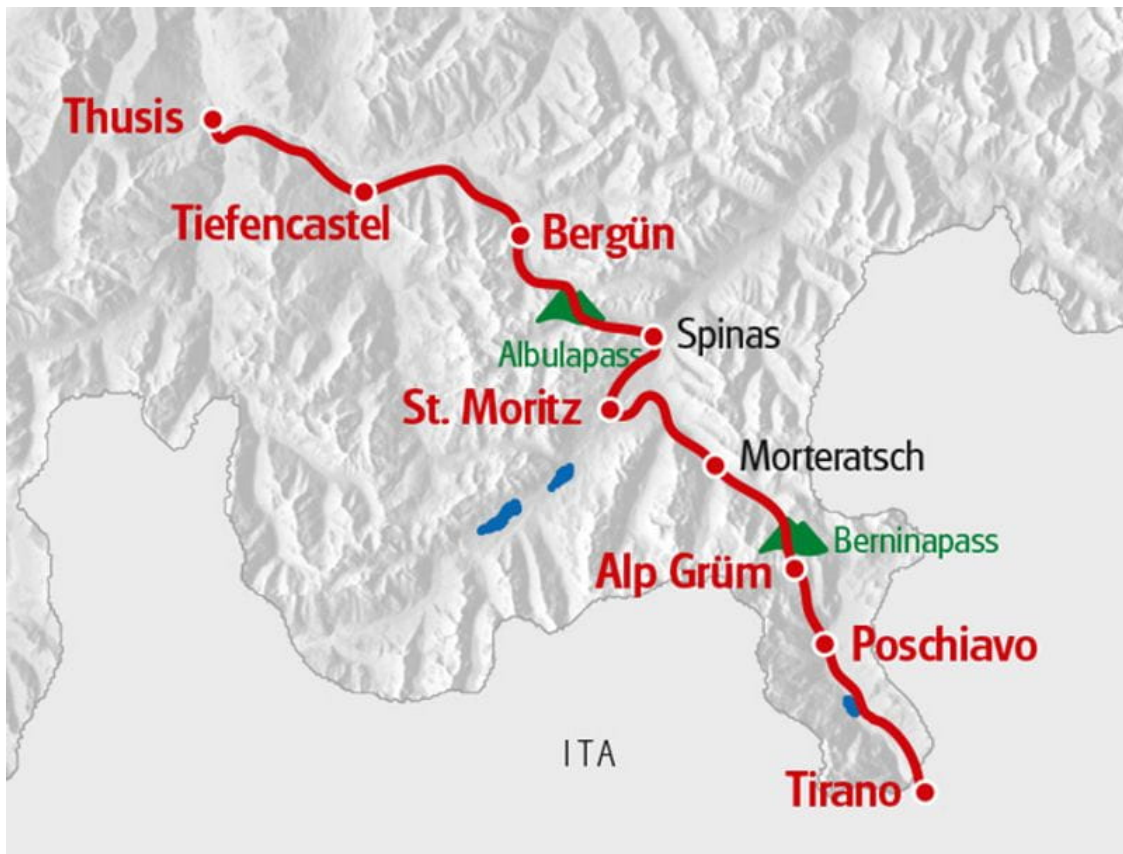 Thusis
Tiefencastel
Bergün
Spinas
Albulapass
St. Moritz
Morteratsch
Berninapass
Alp Grüm
Poschiavo
ITA
Tirano